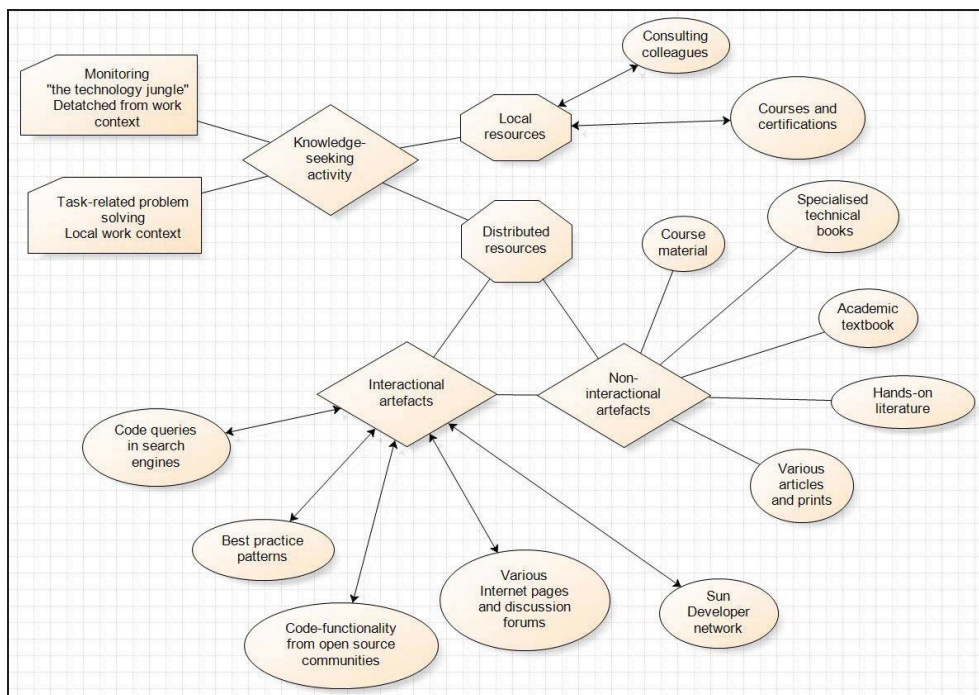 Monitoring
"the technology jungle"
Detatched from work
context
Task-related problem
solving
Local work context
Knowledge-
seeking
activity
Local
resources
Consulting
colleagues
Courses and
certifications
Distributed
resources
Course
material
Specialised
technical
books
Academic
textbook
Hands-on
literature
Various
articles
and prints
Non-
interactional
artefacts
Interactional
artefacts
Code queries
in search
engines
Best practice
patterns
Code-functionality
from open source
communities
Various
Internet pages
and discussion
forums
Sun
Developer
network